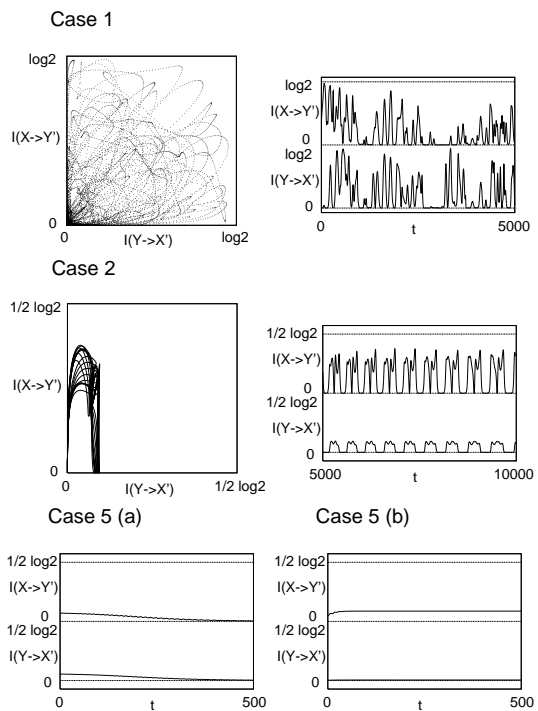 Case 1
log2
I(X->Y')
0
0
I(Y->X')
log2
log2
I(X->Y')
0
log2
I(Y->X')
0
0
t
5000
Case 2
1/2 log2
I(X->Y')
0
0
I(Y->X')
1/2 log2
1/2 log2
I(X->Y')
0
1/2 log2
I(Y->X')
0
5000
t
10000
Case 5 (a)
1/2 log2
I(X->Y')
0
1/2 log2
I(Y->X')
0
0
t
500
Case 5 (b)
1/2 log2
I(X->Y')
0
1/2 log2
I(Y->X')
0
0
t
500